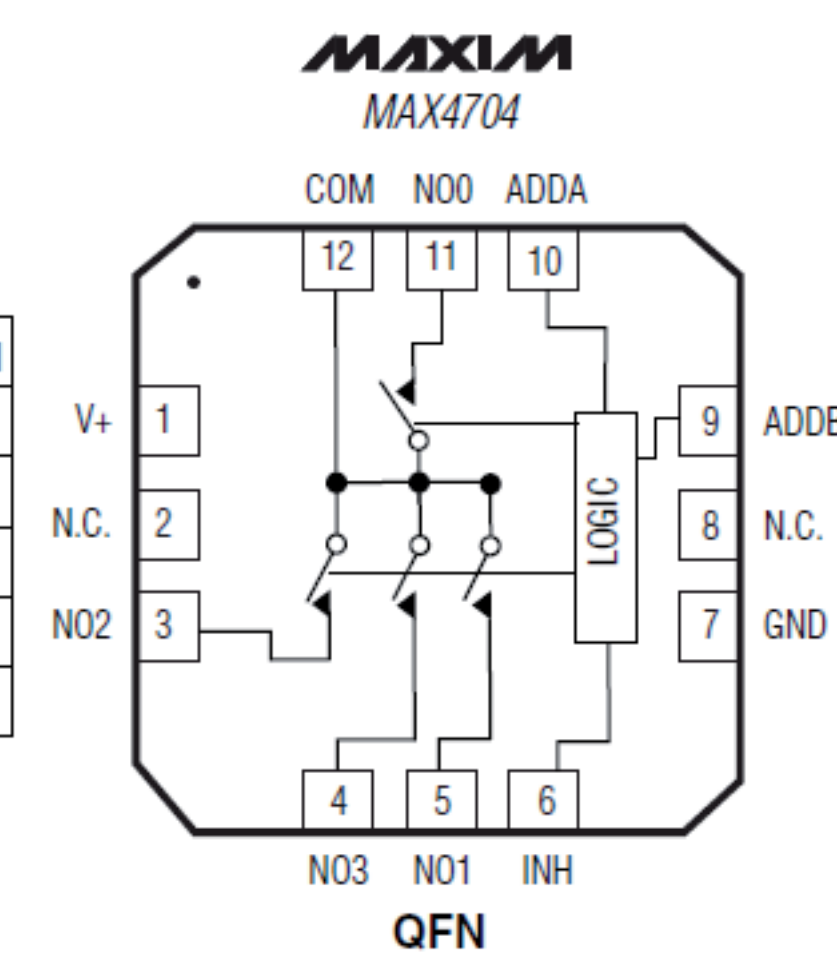 MAXIM
MAX4704
COM NO0 ADDA
12 11 10
V+ 1 9
N.C. 2 LOGIC 8 N.C.
NO2 3 7 GND
4 5 6
NO3 NO1 INH
QFN